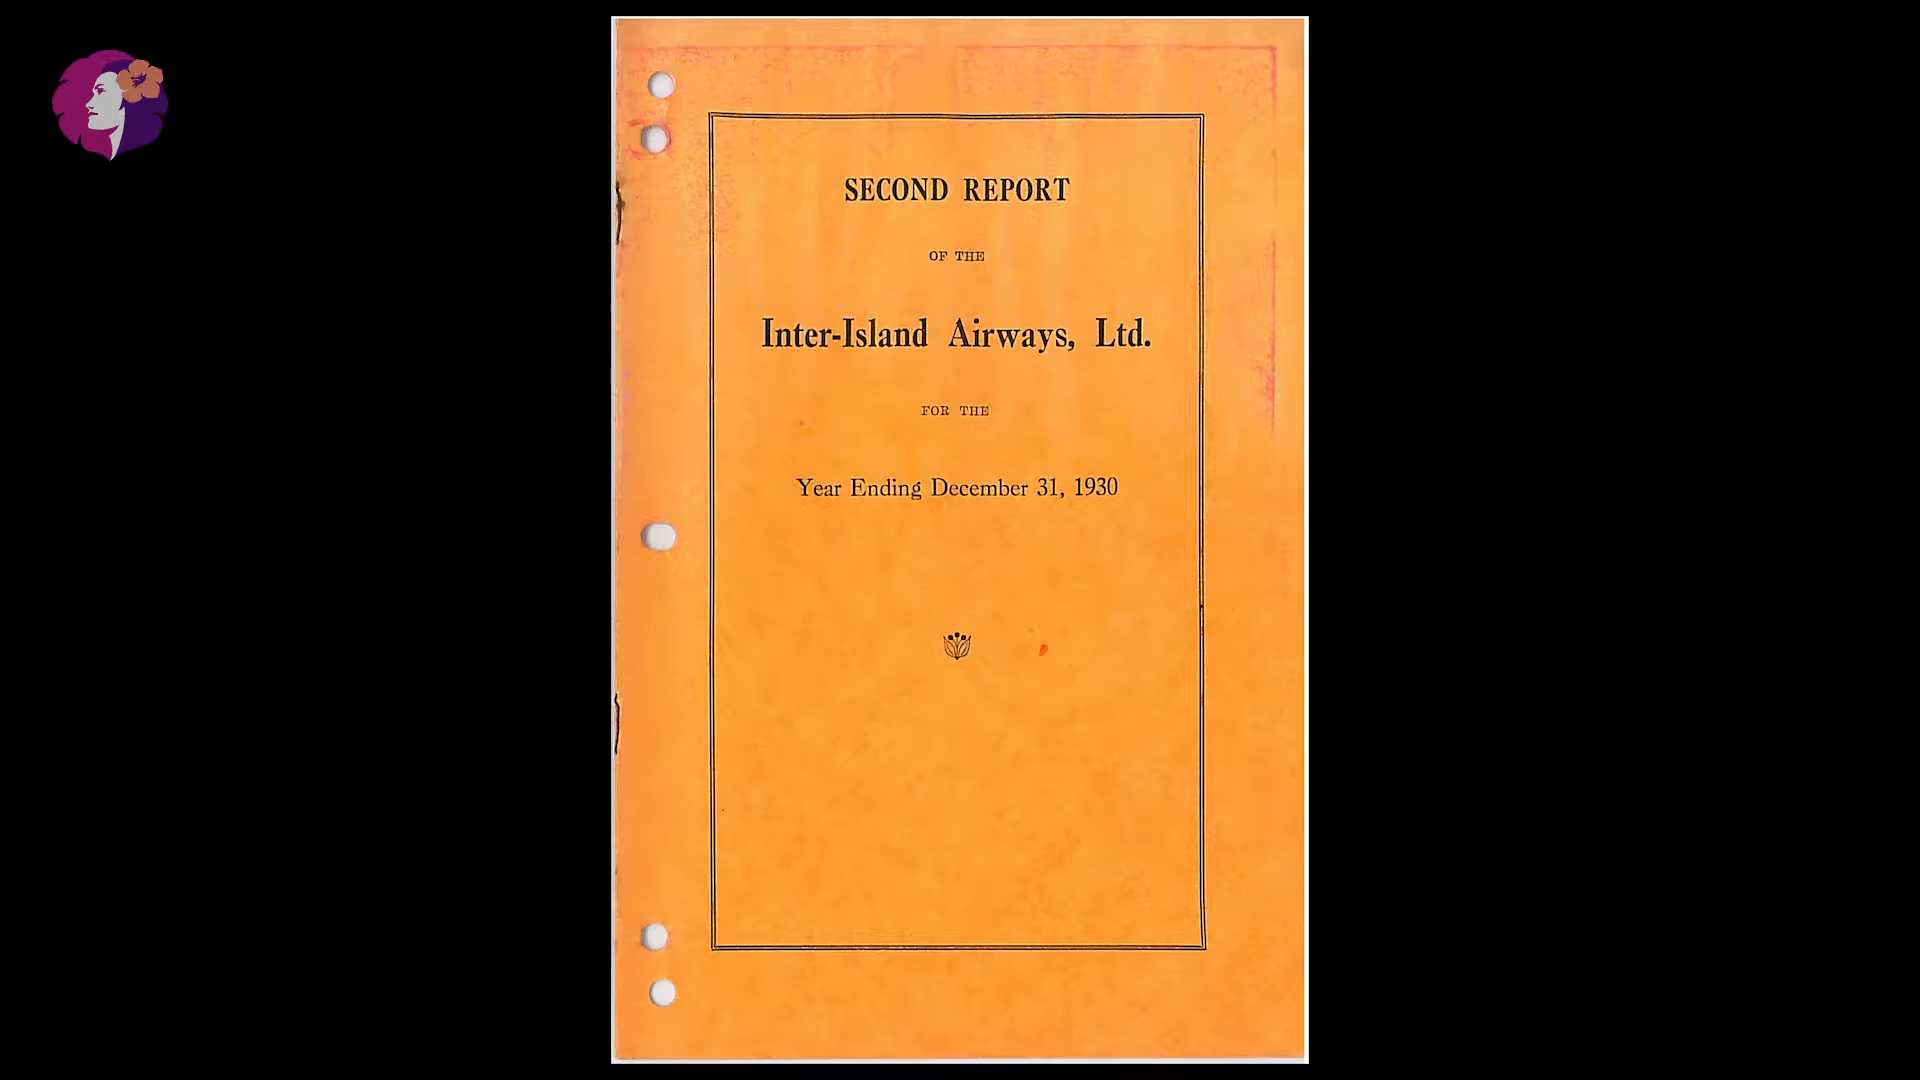 SECOND REPORT
OF THE
Inter-Island Airways, Ltd.
FOR THE
Year Ending December 31, 1930